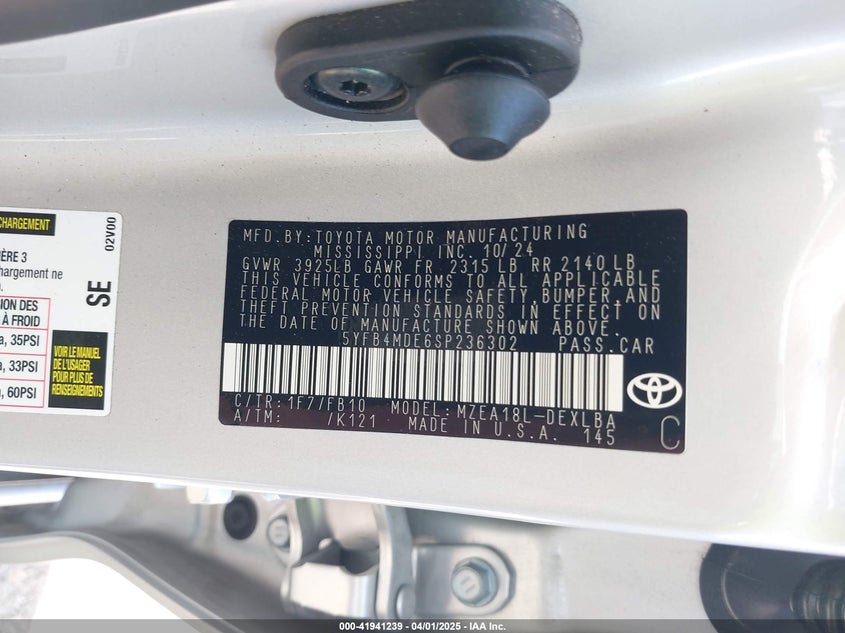 CHARGEMENT
ÈRE 3
chargement ne
SION DES
À FROID
a, 35PSI
a, 33PSI
a, 60PSI
VOIR LE MANUEL
DE L'USAGER
POUR PLUS DE
RENSEIGNEMENTS
SE
02V00
MFD.BY:TOYOTA MOTOR MANUFACTURING
MISSISSIPPI INC. 10/24
GVWR 3925LB GAWR FR 2315 LB RR 2140 LB
THIS VEHICLE CONFORMS TO ALL APPLICABLE
FEDERAL MOTOR VEHICLE SAFETY, BUMPER, AND
THEFT PREVENTION STANDARDS IN EFFECT ON
THE DATE OF MANUFACTURE SHOWN ABOVE.
5YFB4MDE6SP236302 PASS.CAR
C/TR:1F7/FB10 MODEL:MZEA18L-DEXLBA
A/TM: /K121 MADE IN U.S.A. 145
C
000-41941239 - 04/01/2025 - IAA Inc.